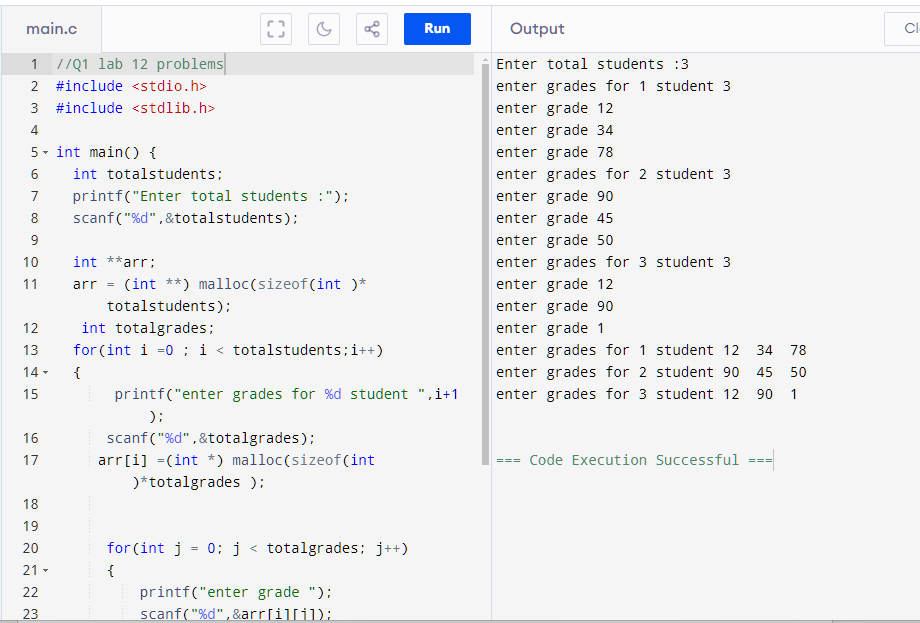 main.c
Run
Output
1 //Q1 lab 12 problems
2 #include <stdio.h>
3 #include <stdlib.h>
4
5 int main() {
6 int totalstudents;
7 printf("Enter total students :");
8 scanf("%d",&totalstudents);
9
10 int **arr;
11 arr = (int **) malloc(sizeof(int )*
totalstudents);
12 int totalgrades;
13 for(int i =0 ; i < totalstudents;i++)
14 {
15 printf("enter grades for %d student ",i+1
);
16 scanf("%d",&totalgrades);
17 arr[i] =(int *) malloc(sizeof(int
)*totalgrades );
18
19
20 for(int j = 0; j < totalgrades; j++)
21 {
22 printf("enter grade ");
23 scanf("%d",&arr[i][j]);
Enter total students :3
enter grades for 1 student 3
enter grade 12
enter grade 34
enter grade 78
enter grades for 2 student 3
enter grade 90
enter grade 45
enter grade 50
enter grades for 3 student 3
enter grade 12
enter grade 90
enter grade 1
enter grades for 1 student 12 34 78
enter grades for 2 student 90 45 50
enter grades for 3 student 12 90 1
=== Code Execution Successful ===